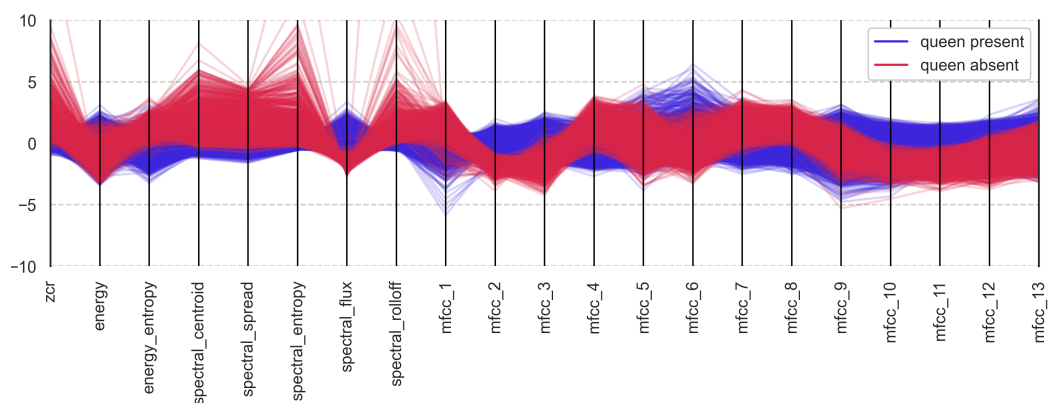 10
5
0
−5
−10
queen present
queen absent
zcr
energy
energy_entropy
spectral_centroid
spectral_spread
spectral_entropy
spectral_flux
spectral_rolloff
mfcc_1
mfcc_2
mfcc_3
mfcc_4
mfcc_5
mfcc_6
mfcc_7
mfcc_8
mfcc_9
mfcc_10
mfcc_11
mfcc_12
mfcc_13